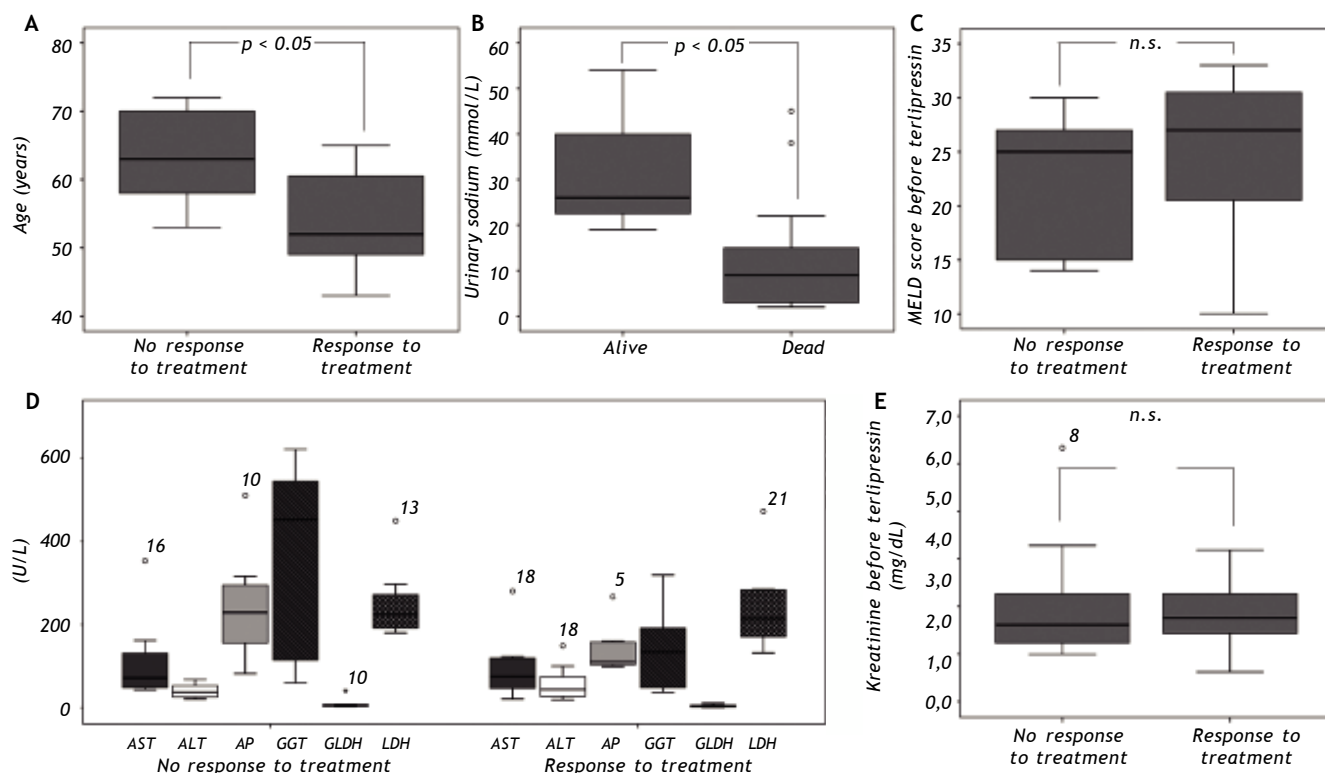 A
Age (years)
80
70
60
50
40
p < 0.05
No response
to treatment
Response to
treatment
B
Urinary sodium (mmol/L)
60
50
40
30
20
10
0
p < 0.05
Alive
Dead
C
MELD score before terlipressin
35
30
25
20
15
10
n.s.
No response
to treatment
Response to
treatment
D
(U/L)
600
400
200
0
16
10
10
13
18
18
5
21
AST ALT AP GGT GLDH LDH
No response to treatment
AST ALT AP GGT GLDH LDH
Response to treatment
E
Kreatinine before terlipressin
(mg/dL)
7,0
6,0
5,0
4,0
3,0
2,0
1,0
0,0
8
n.s.
No response
to treatment
Response to
treatment